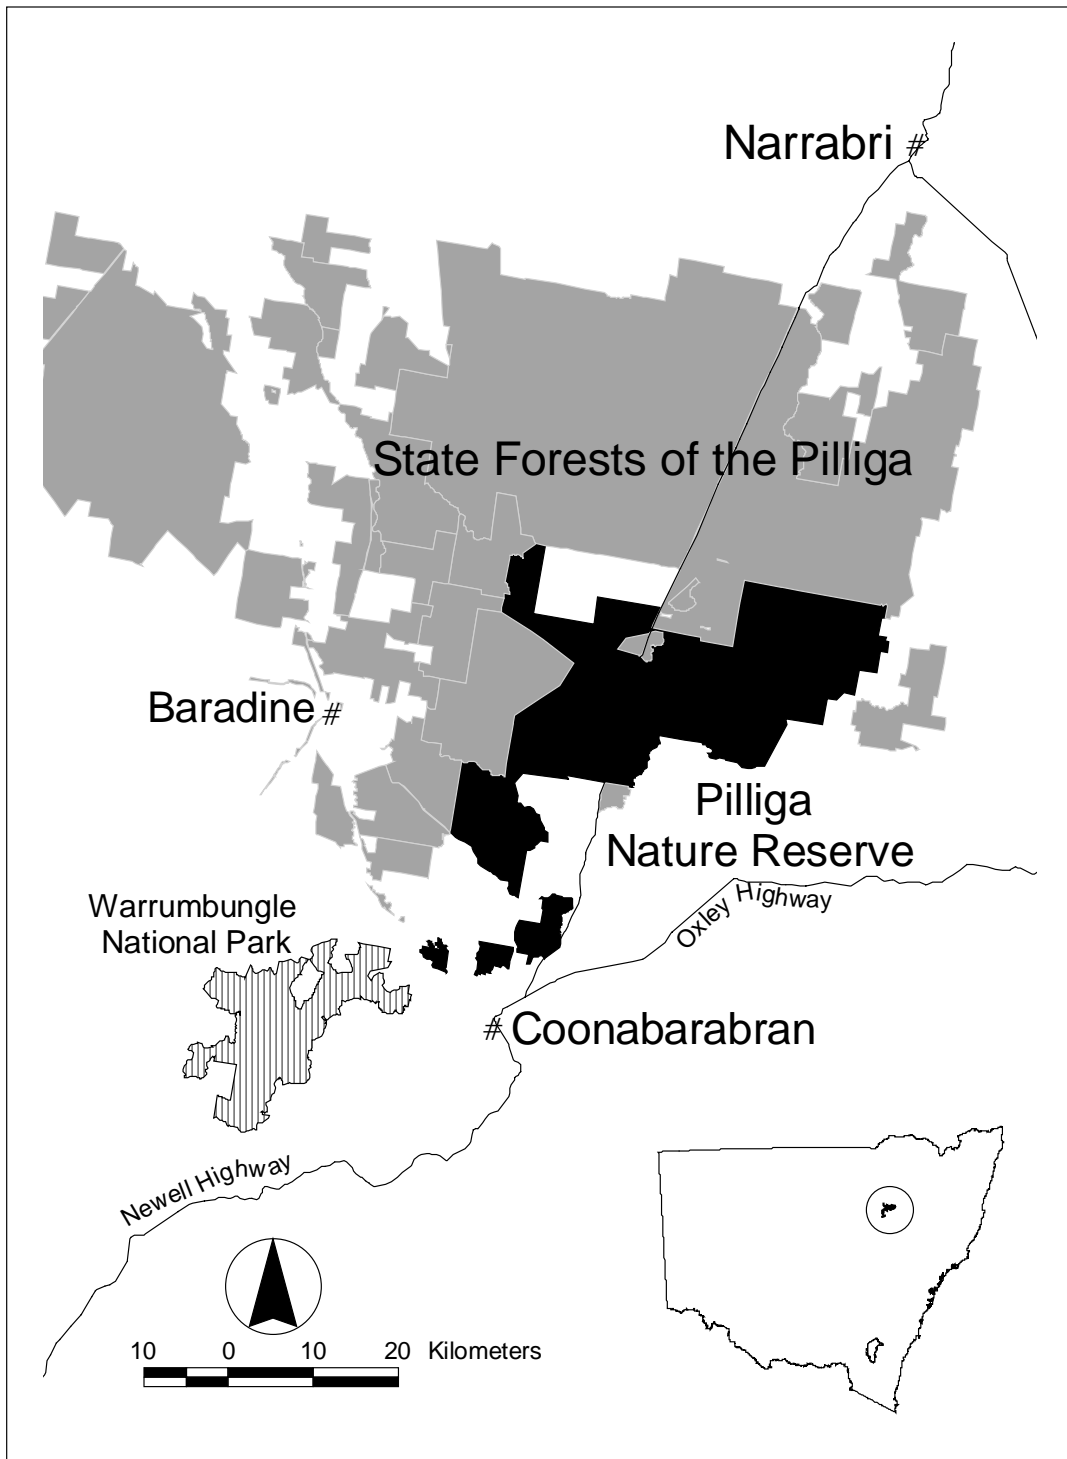 Narrabri #
State Forests of the Pilliga
Baradine #
Pilliga
Nature Reserve
Oxley Highway
Warrumbungle
National Park
# Coonabarabran
Newell Highway
10 0 10 20 Kilometers